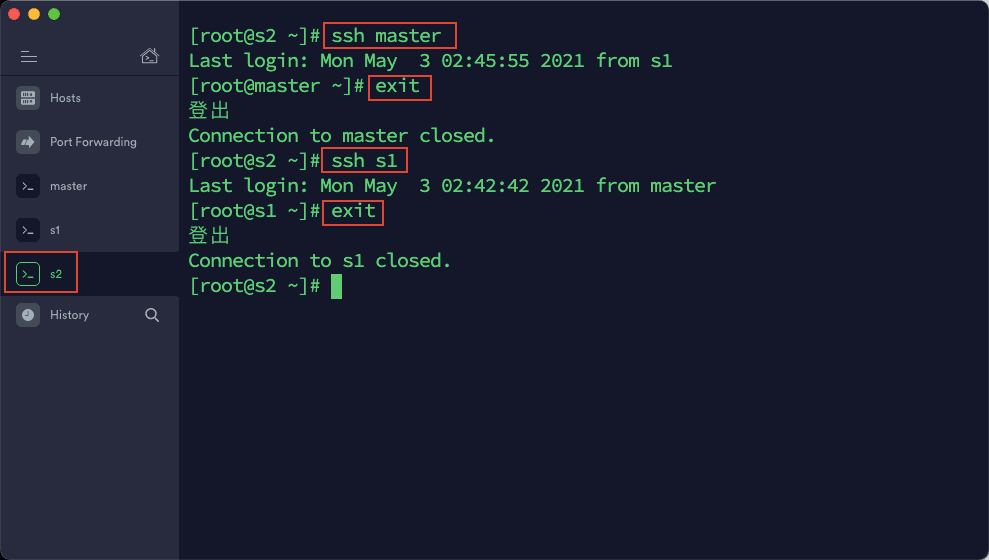 Hosts
Port Forwarding
master
s1
s2
History
[root@s2 ~]# ssh master
Last login: Mon May  3 02:45:55 2021 from s1
[root@master ~]# exit
登出
Connection to master closed.
[root@s2 ~]# ssh s1
Last login: Mon May  3 02:42:42 2021 from master
[root@s1 ~]# exit
登出
Connection to s1 closed.
[root@s2 ~]#